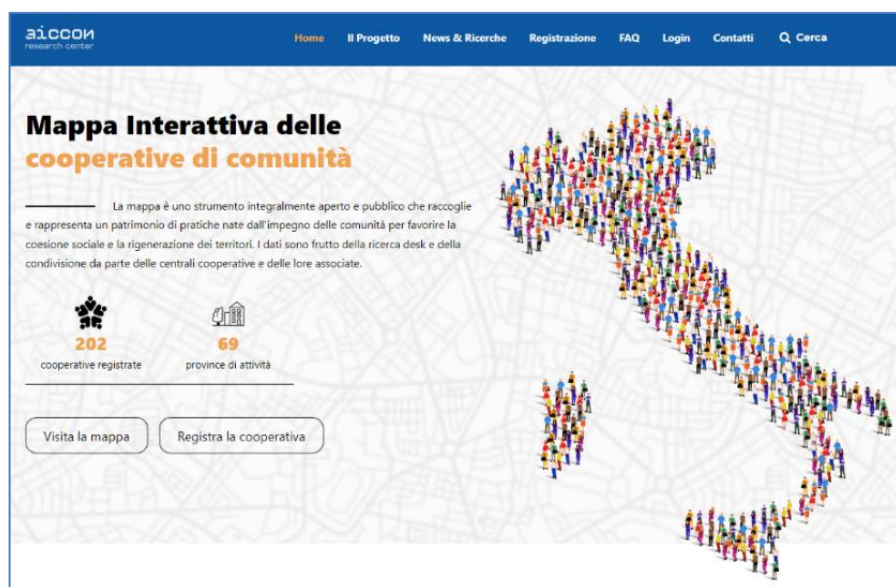 aiccon
research center
Home Il Progetto News & Ricerche Registrazione FAQ Login Contatti Cerca
Mappa Interattiva delle
cooperative di comunità
La mappa è uno strumento integralmente aperto e pubblico che raccoglie
e rappresenta un patrimonio di pratiche nate dall'impegno delle comunità per favorire la
coesione sociale e la rigenerazione dei territori. I dati sono frutto della ricerca desk e della
condivisione da parte delle centrali cooperative e delle lore associate.
202 69
cooperative registrate province di attività
Visita la mappa Registra la cooperativa